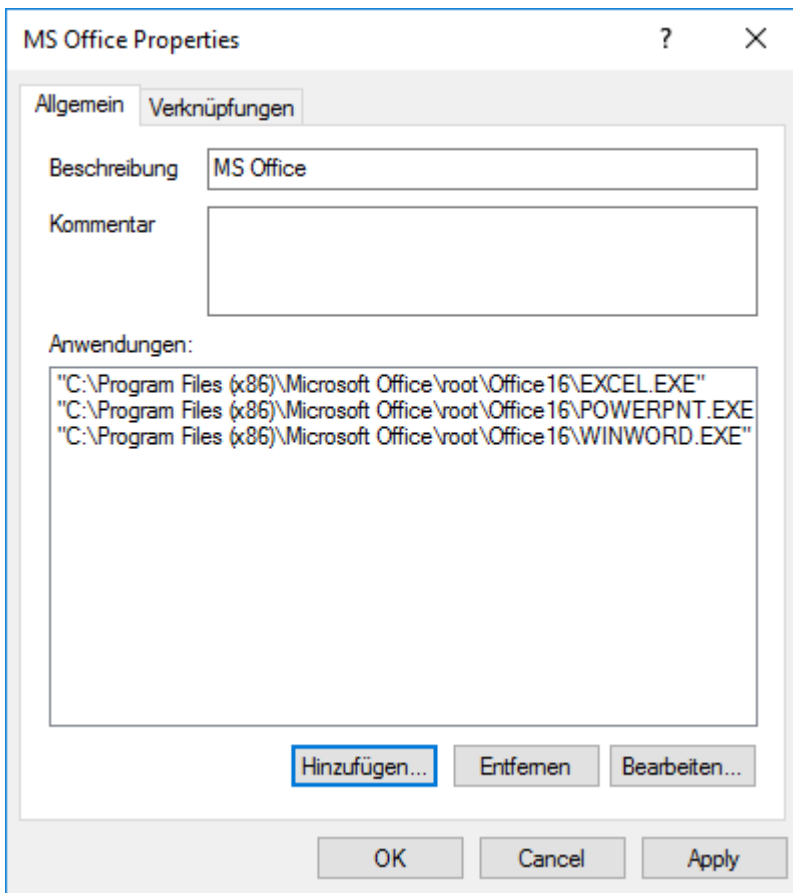 MS Office Properties ? ×
Allgemein Verknüpfungen
Beschreibung MS Office
Kommentar
Anwendungen:
"C:\Program Files (x86)\Microsoft Office\root\Office16\EXCEL.EXE"
"C:\Program Files (x86)\Microsoft Office\root\Office16\POWERPNT.EXE
"C:\Program Files (x86)\Microsoft Office\root\Office16\WINWORD.EXE"
Hinzufügen... Entfernen Bearbeiten...
OK Cancel Apply